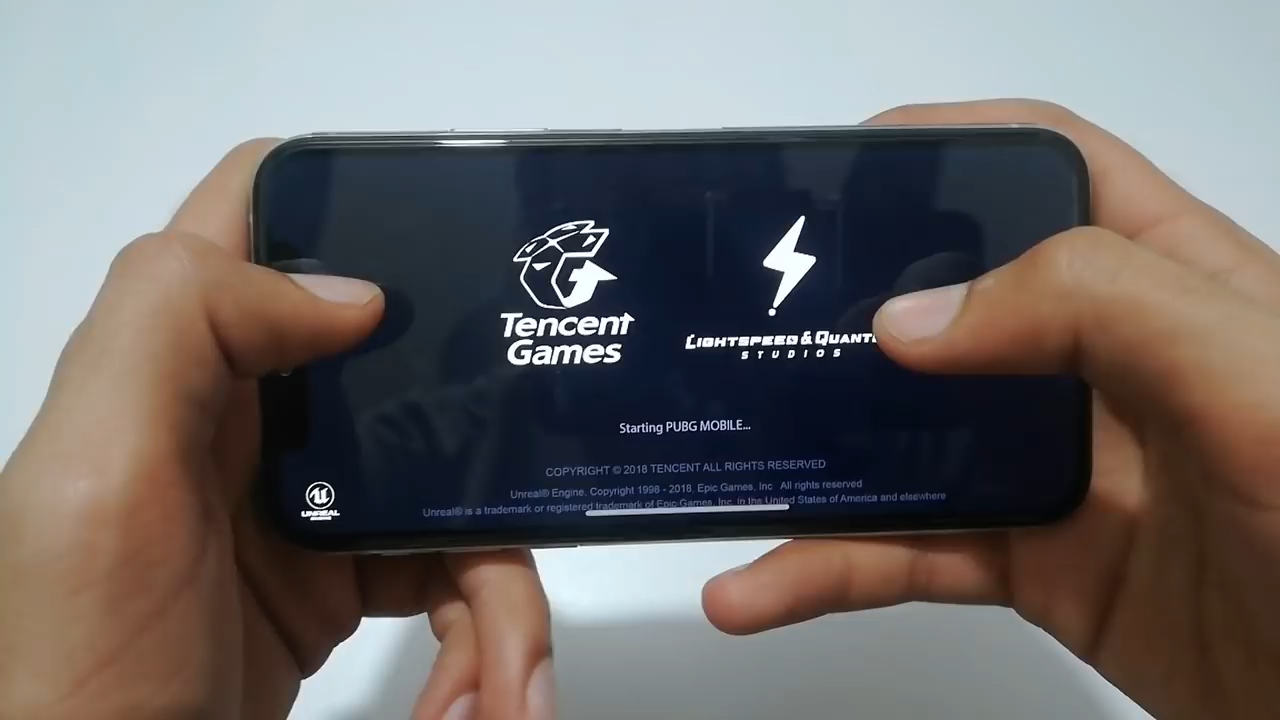 Tencent
Games
LIGHTSPEED & QUANT
STUDIOS
Starting PUBG MOBILE...
COPYRIGHT © 2018 TENCENT ALL RIGHTS RESERVED
Unreal® Engine, Copyright 1998 - 2018, Epic Games, Inc All rights reserved
Unreal® is a trademark or registered trademark of Epic Games, Inc. in the United States of America and elsewhere
UNREAL